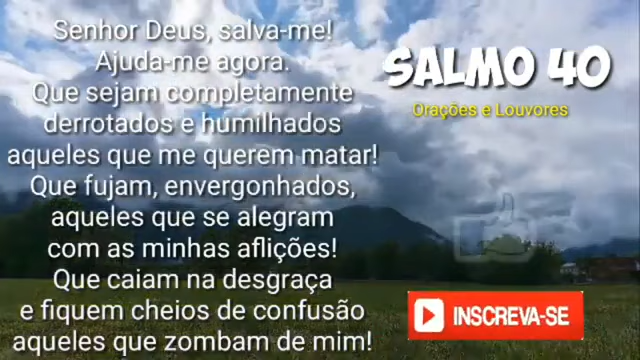 Senhor Deus, salva-me!
Ajuda-me agora.
Que sejam completamente
derrotados e humilhados
aqueles que me querem matar!
Que fujam, envergonhados,
aqueles que se alegram
com as minhas aflições!
Que caiam na desgraça
e fiquem cheios de confusão
aqueles que zombam de mim!
SALMO 40
Orações e Louvores
INSCREVA-SE